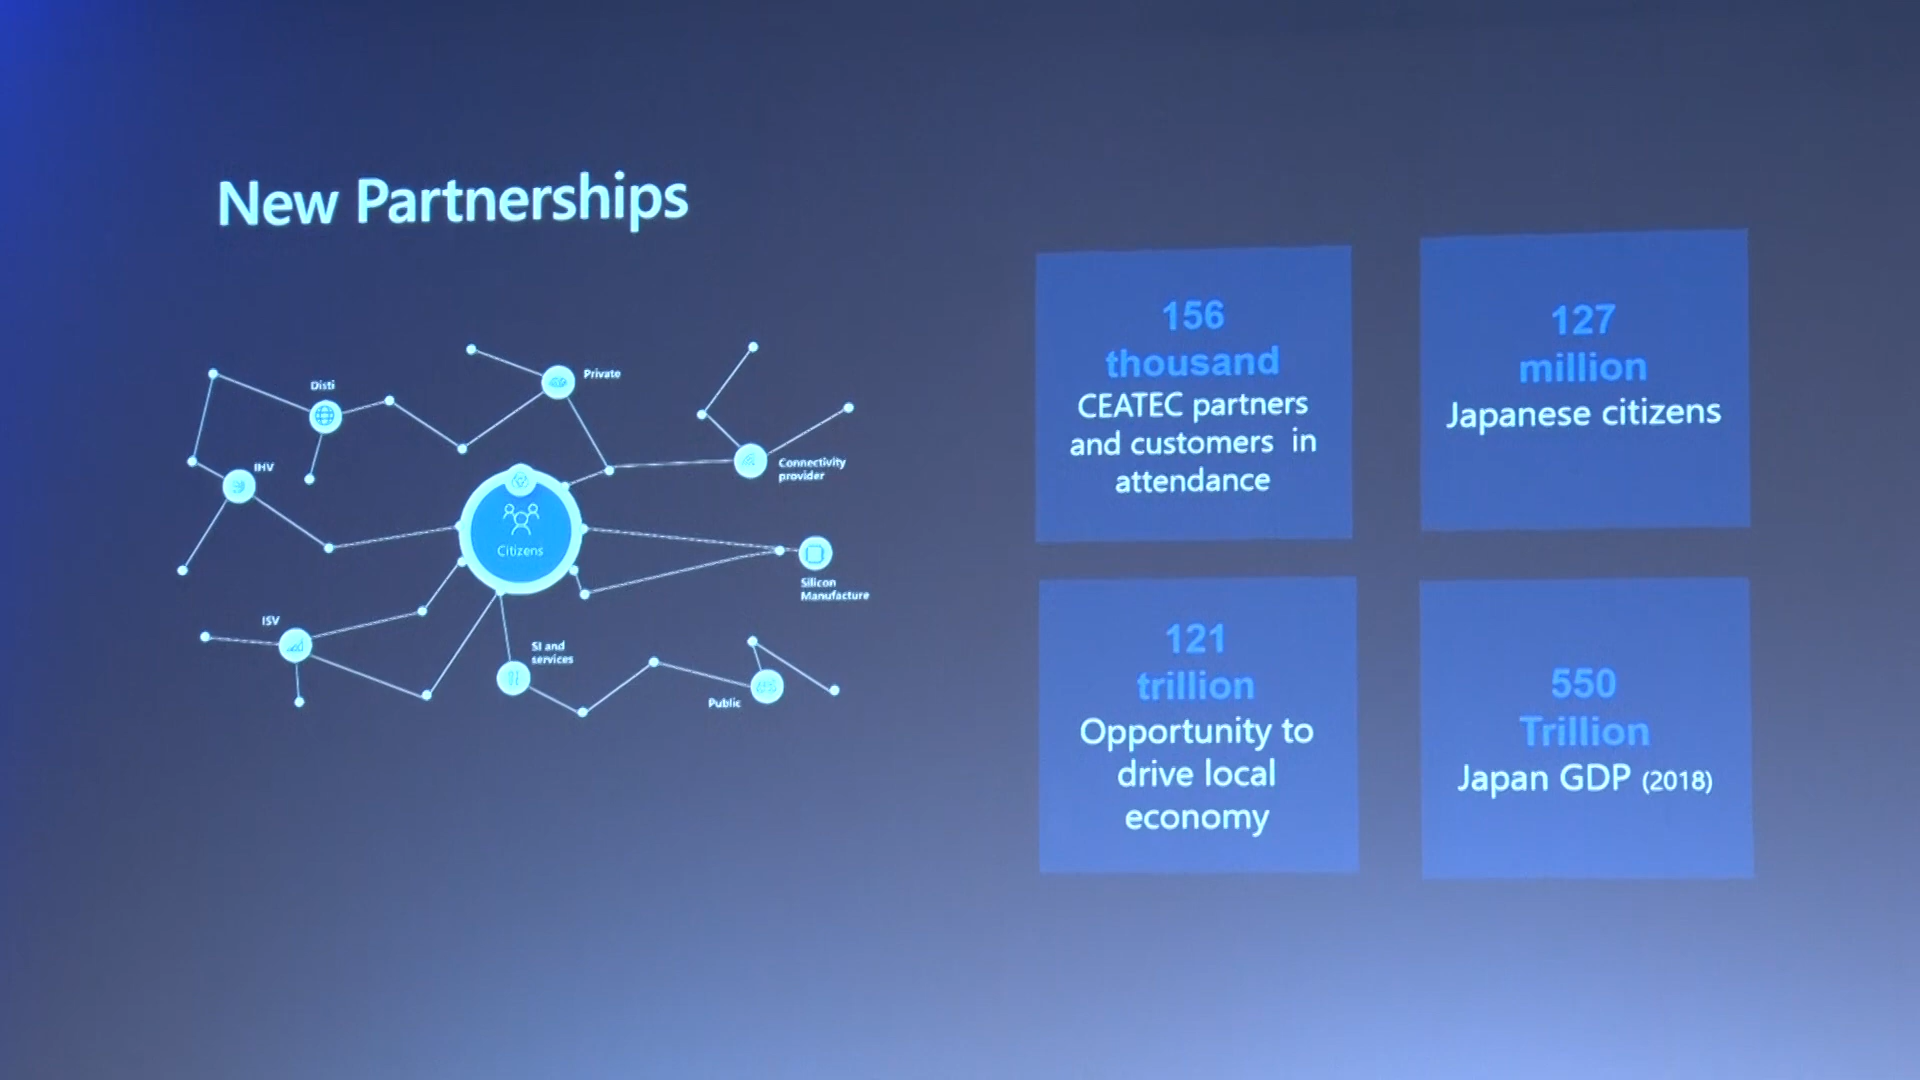 New Partnerships
Private
Disti
Connectivity
provider
IHV
Citizens
Silicon
Manufacture
ISV
SI and
services
Public
156
thousand
CEATEC partners
and customers in
attendance
127
million
Japanese citizens
121
trillion
Opportunity to
drive local
economy
550
Trillion
Japan GDP (2018)